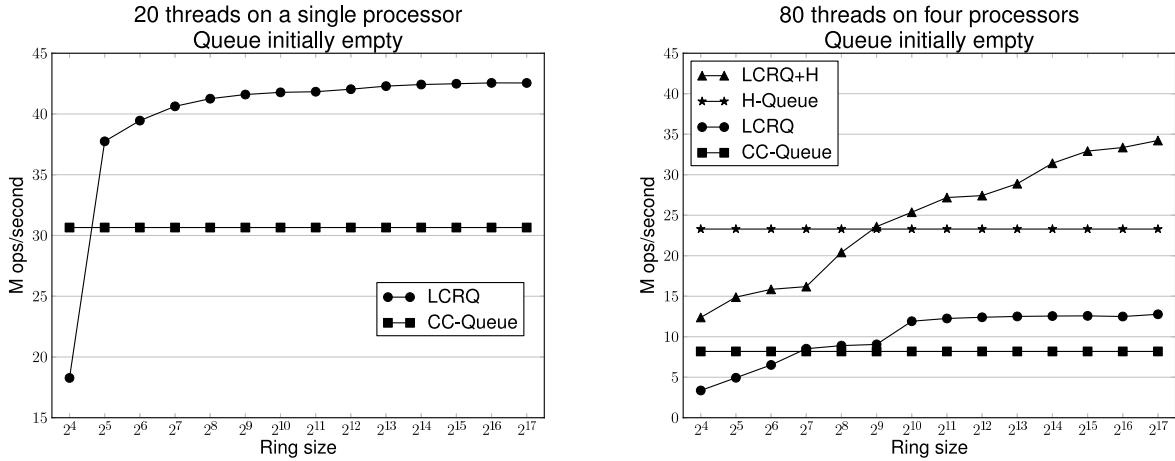 20 threads on a single processor
Queue initially empty
45
40
35
30
25
20
15
M ops/second
LCRQ
CC-Queue
2^4 2^5 2^6 2^7 2^8 2^9 2^10 2^11 2^12 2^13 2^14 2^15 2^16 2^17
Ring size
80 threads on four processors
Queue initially empty
45
40
35
30
25
20
15
10
5
0
M ops/second
LCRQ+H
H-Queue
LCRQ
CC-Queue
2^4 2^5 2^6 2^7 2^8 2^9 2^10 2^11 2^12 2^13 2^14 2^15 2^16 2^17
Ring size